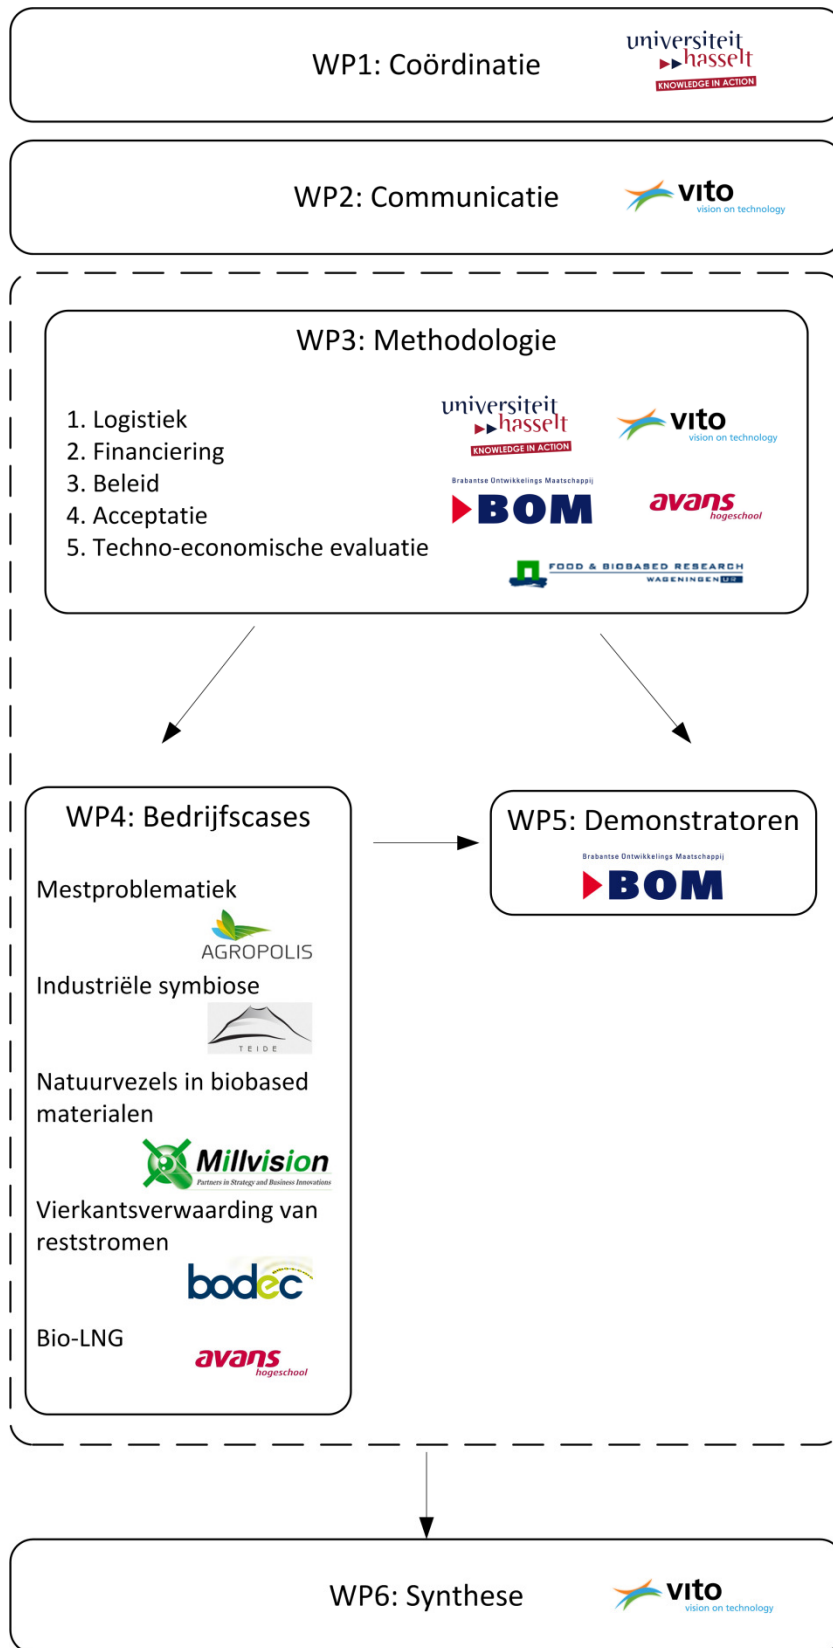 WP1: Coördinatie
universiteit
hasselt
KNOWLEDGE IN ACTION
WP2: Communicatie
vito
vision on technology
WP3: Methodologie
1. Logistiek
2. Financiering
3. Beleid
4. Acceptatie
5. Techno-economische evaluatie
universiteit
hasselt
KNOWLEDGE IN ACTION
vito
vision on technology
Brabantse Ontwikkelings Maatschappij
BOM
avans
hogeschool
FOOD & BIOBASED RESEARCH
WAGENINGEN UR
WP4: Bedrijfscases
Mestproblematiek
AGROPOLIS
Industriële symbiose
TEIDE
Natuurvezels in biobased
materialen
Millvision
Partners in Strategy and Business Innovations
Vierkantsverwaarding van
reststromen
bodec
Bio-LNG
avans
hogeschool
WP5: Demonstratoren
Brabantse Ontwikkelings Maatschappij
BOM
WP6: Synthese
vito
vision on technology